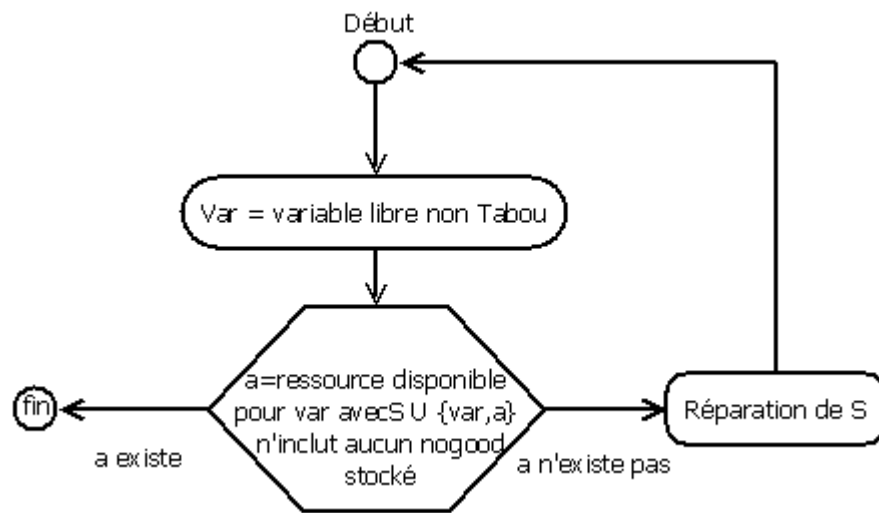 Début
Var = variable libre non Tabou
a=ressource disponible
pour var avecS U {var,a}
n'inclut aucun nogood
stocké
fin
a existe
a n'existe pas
Réparation de S